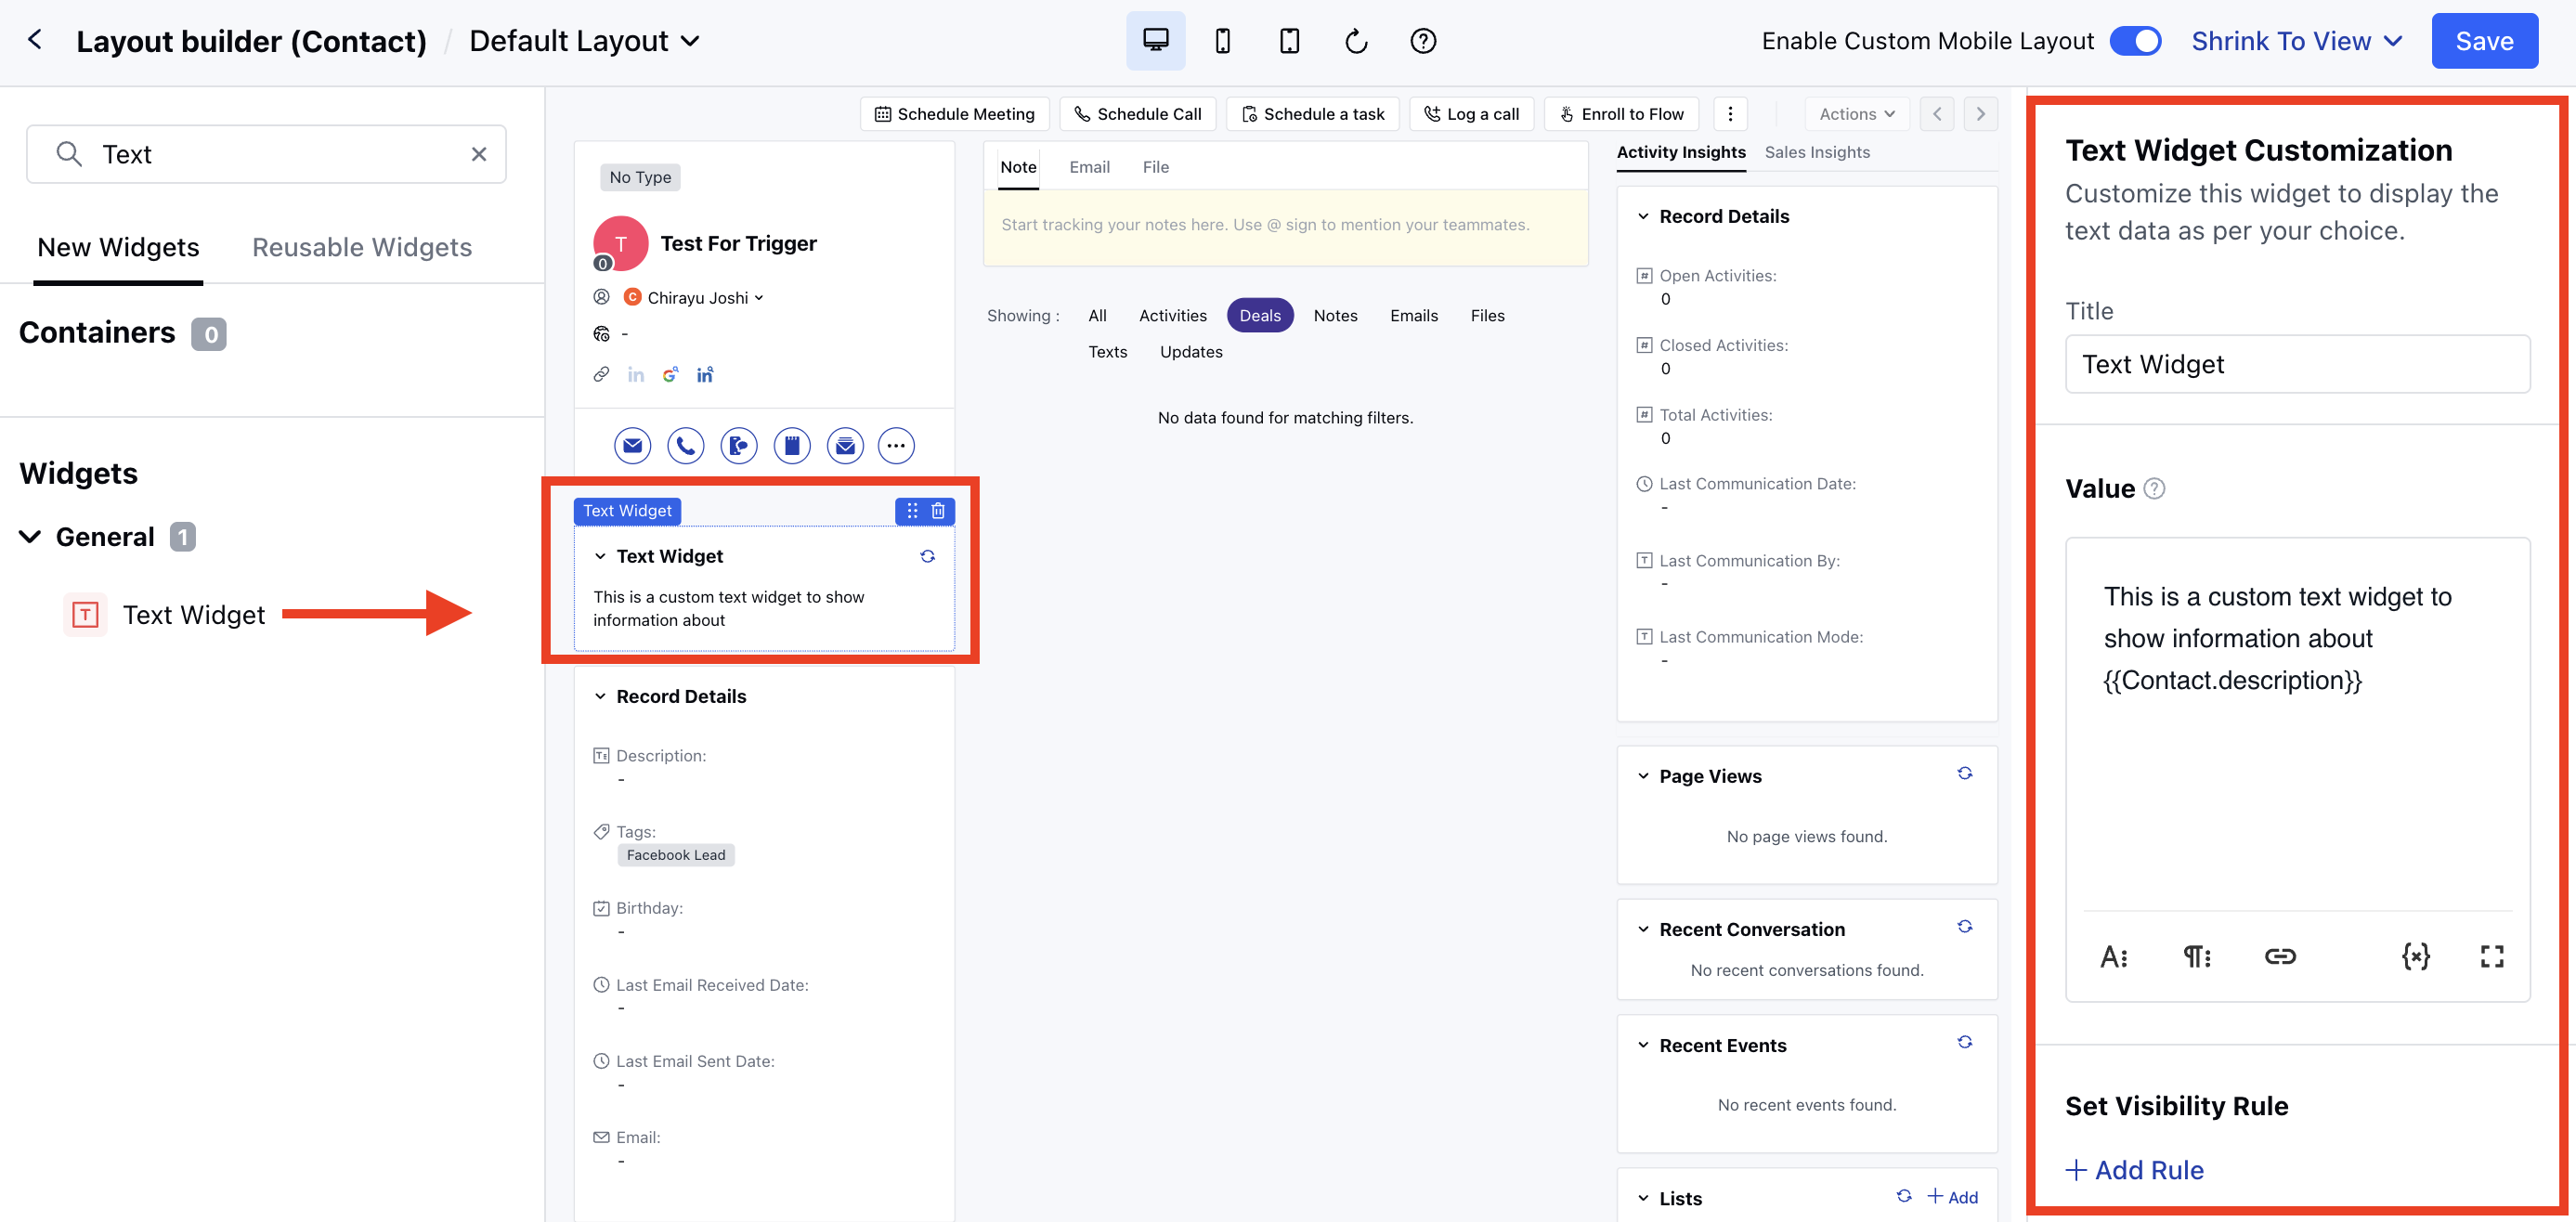 Layout builder (Contact) / Default Layout
Enable Custom Mobile Layout
Shrink To View
Save
Text
New Widgets
Reusable Widgets
Containers 0
Widgets
General 1
T Text Widget
Schedule Meeting
Schedule Call
Schedule a task
Log a call
Enroll to Flow
Actions
No Type
T
0
Test For Trigger
C Chirayu Joshi
-
in
G
in
Text Widget
Text Widget
This is a custom text widget to show
information about
Record Details
Description:
-
Tags:
Facebook Lead
Birthday:
-
Last Email Received Date:
-
Last Email Sent Date:
-
Email:
-
Note
Email
File
Start tracking your notes here. Use @ sign to mention your teammates.
Showing :
All
Activities
Deals
Notes
Emails
Files
Texts
Updates
No data found for matching filters.
Activity Insights
Sales Insights
Record Details
Open Activities:
0
Closed Activities:
0
Total Activities:
0
Last Communication Date:
-
Last Communication By:
-
Last Communication Mode:
-
Page Views
No page views found.
Recent Conversation
No recent conversations found.
Recent Events
No recent events found.
Lists
+ Add
Text Widget Customization
Customize this widget to display the
text data as per your choice.
Title
Text Widget
Value
This is a custom text widget to
show information about
{{Contact.description}}
Set Visibility Rule
+ Add Rule